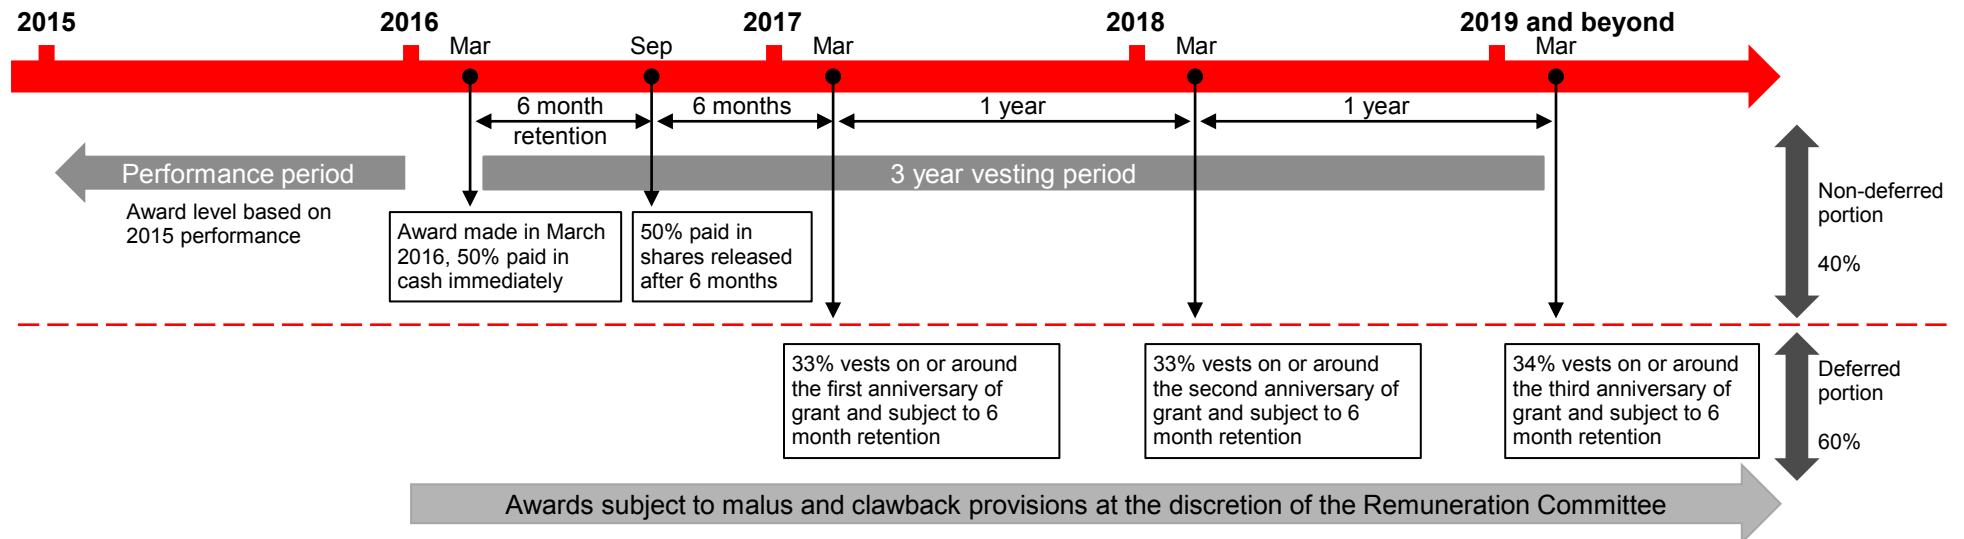 2015
2016
2017
2018
2019 and beyond
Mar
Sep
Mar
Mar
Mar
6 month
retention
6 months
1 year
1 year
Performance period
3 year vesting period
Award level based on
2015 performance
Award made in March
2016, 50% paid in
cash immediately
50% paid in
shares released
after 6 months
Non-deferred
portion
40%
33% vests on or around
the first anniversary of
grant and subject to 6
month retention
33% vests on or around
the second anniversary of
grant and subject to 6
month retention
34% vests on or around
the third anniversary of
grant and subject to 6
month retention
Deferred
portion
60%
Awards subject to malus and clawback provisions at the discretion of the Remuneration Committee